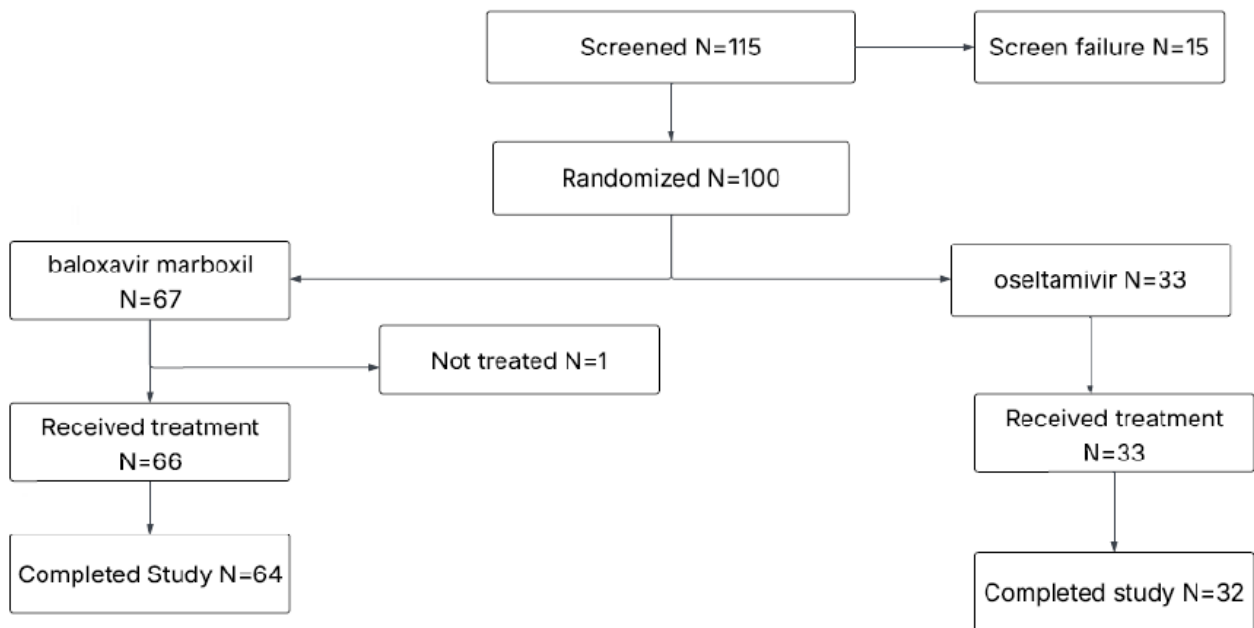 Screened N=115
Screen failure N=15
Randomized N=100
baloxavir marboxil
N=67
oseltamivir N=33
Not treated N=1
Received treatment
N=66
Received treatment
N=33
Completed Study N=64
Completed study N=32